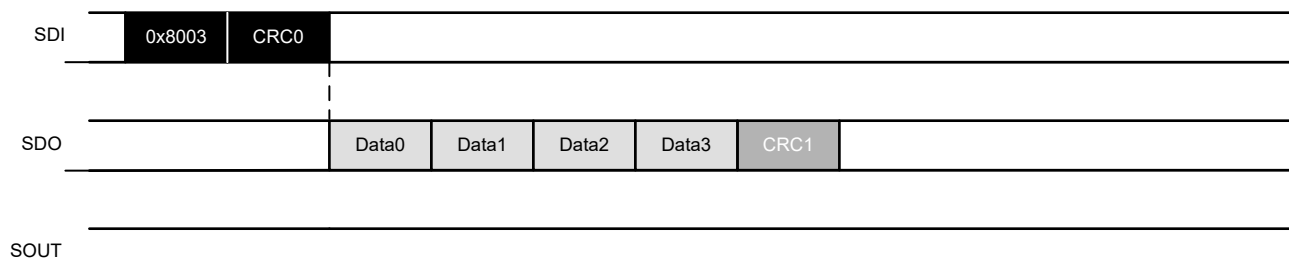 SDI 0x8003 CRC0
SDO Data0 Data1 Data2 Data3 CRC1
SOUT